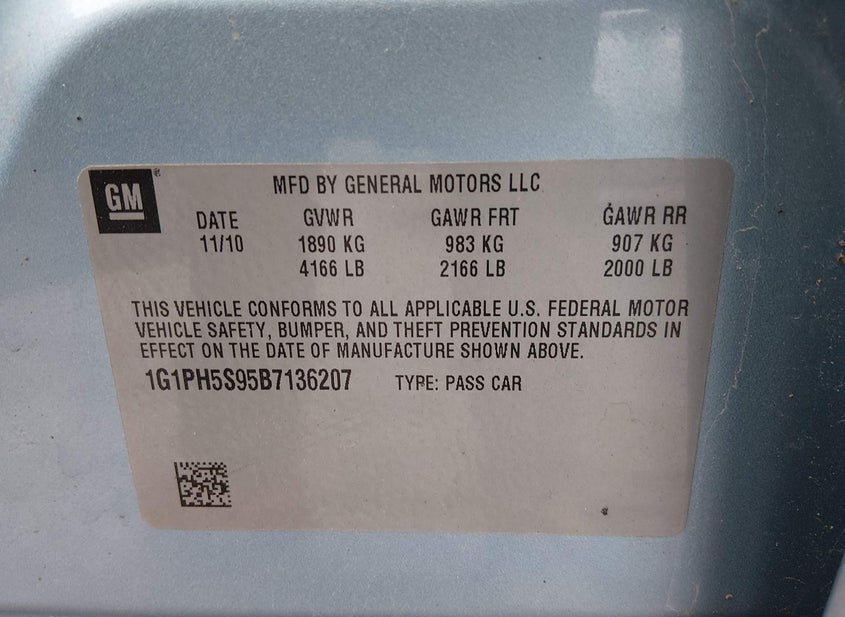 GM
MFD BY GENERAL MOTORS LLC
DATE GVWR GAWR FRT GAWR RR
11/10 1890 KG 983 KG 907 KG
4166 LB 2166 LB 2000 LB
THIS VEHICLE CONFORMS TO ALL APPLICABLE U.S. FEDERAL MOTOR
VEHICLE SAFETY, BUMPER, AND THEFT PREVENTION STANDARDS IN
EFFECT ON THE DATE OF MANUFACTURE SHOWN ABOVE.
1G1PH5S95B7136207 TYPE: PASS CAR